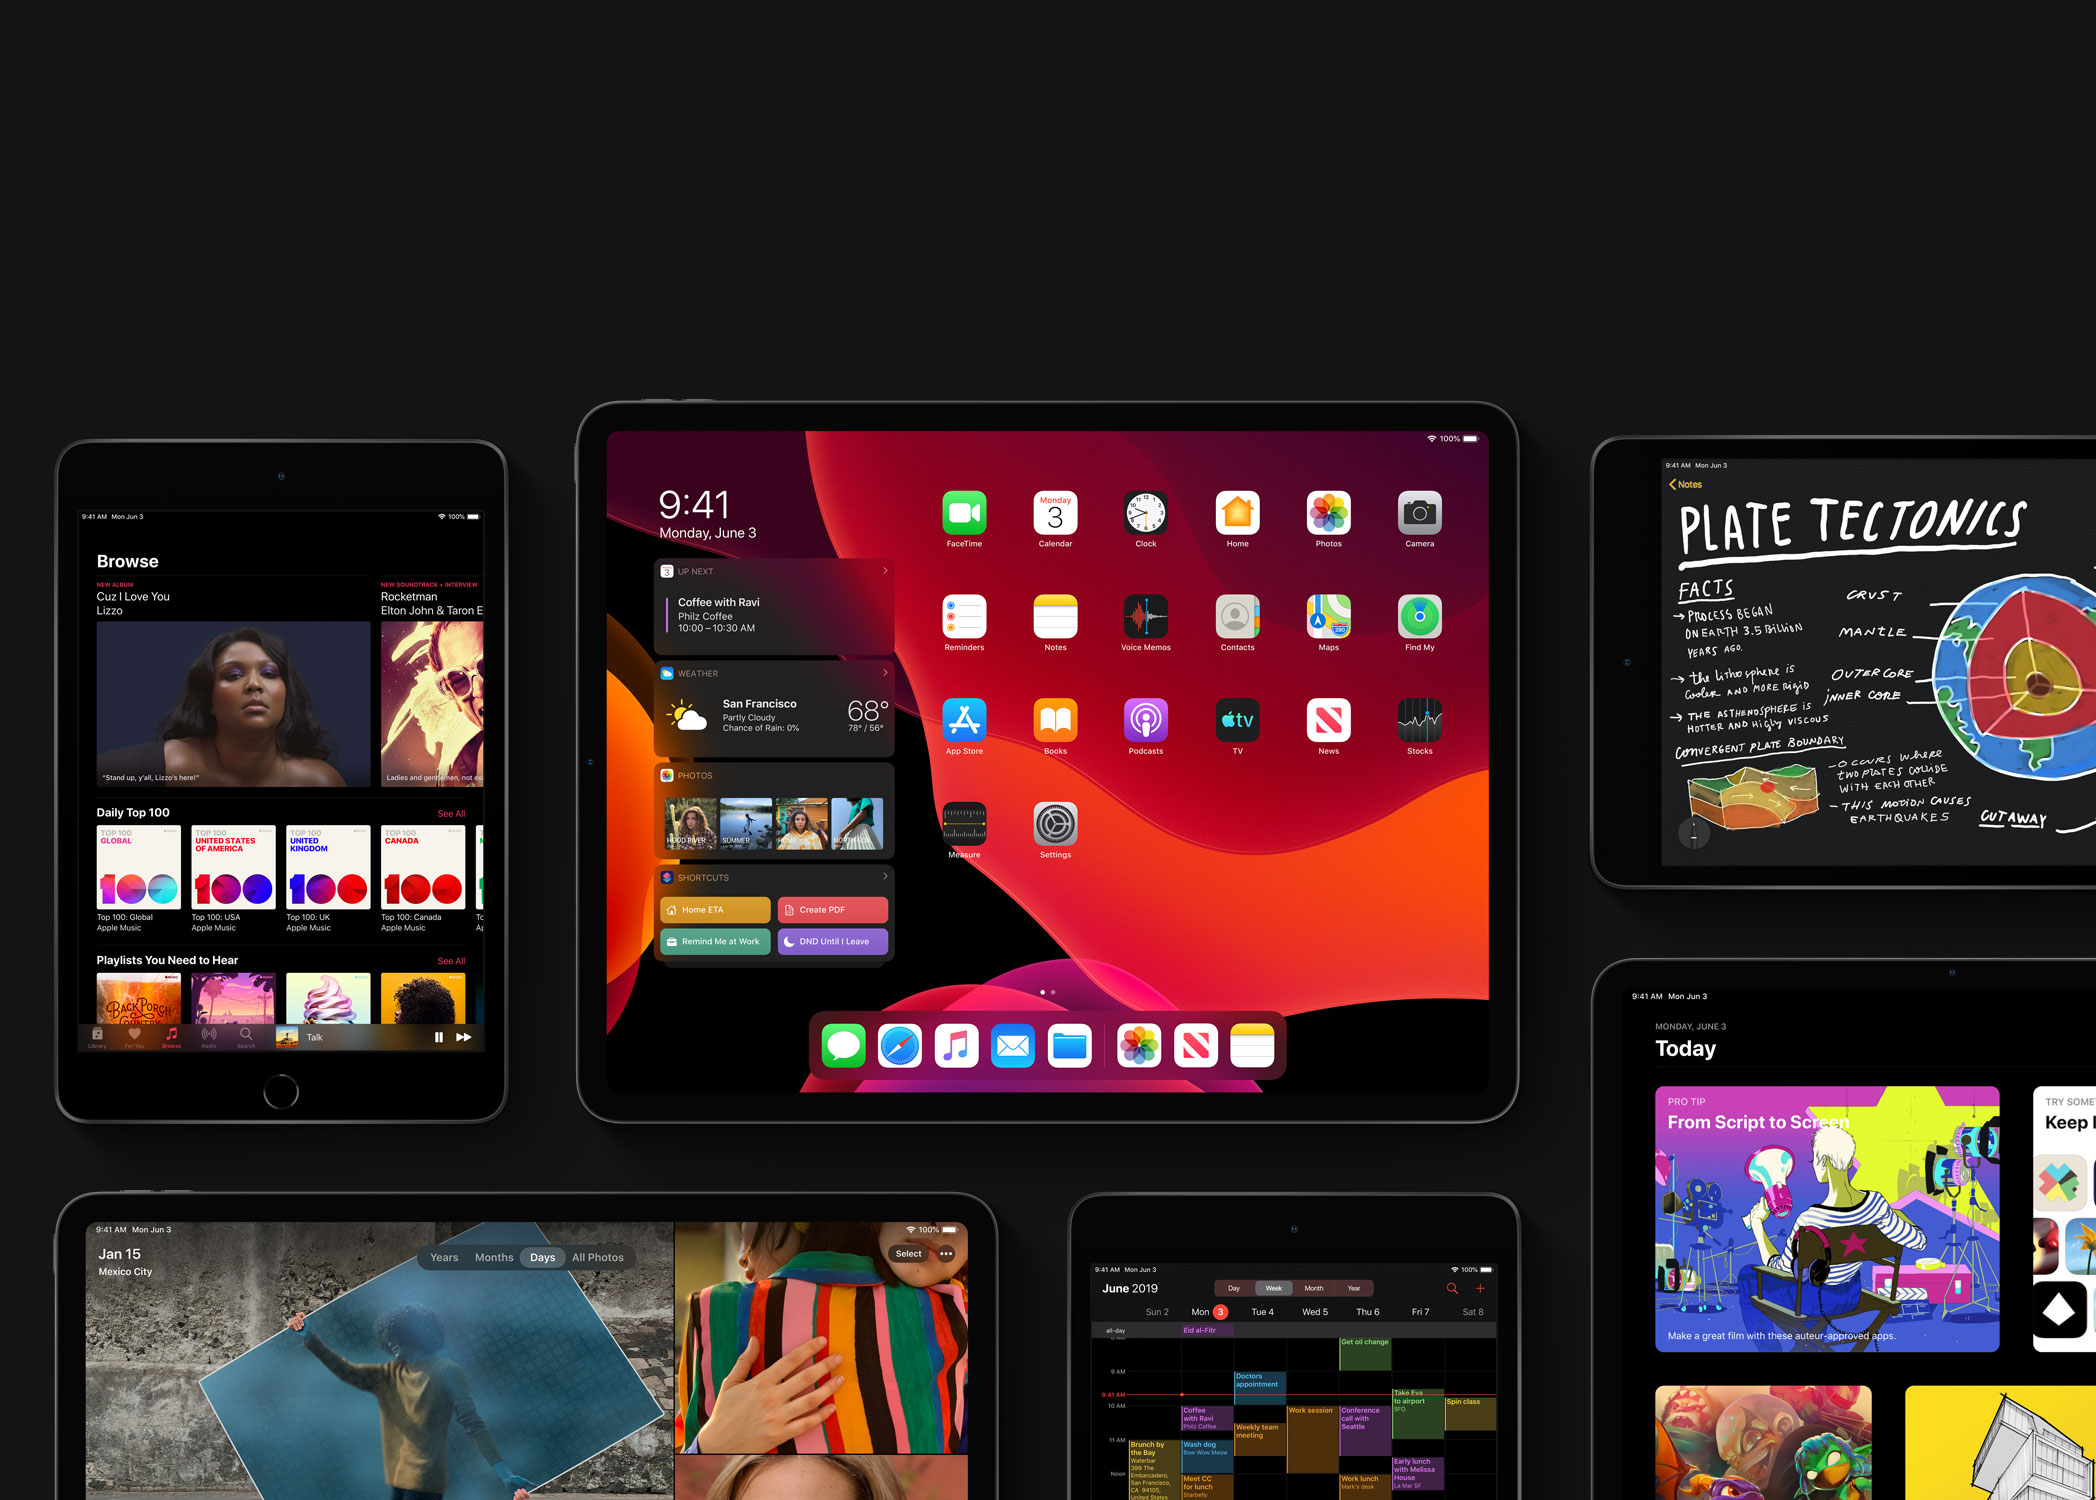 9:41 AM Mon Jun 3
100%
Browse
NEW ALBUM
Cuz I Love You
Lizzo
"Stand up, y'all, Lizzo's here!"
NEW SOUNDTRACK + INTERVIEW
Rocketman
Elton John & Taron E
Ladies and gentlemen, not
Daily Top 100
See All
TOP 100
GLOBAL
Top 100: Global
Apple Music
TOP 100
UNITED STATES
OF AMERICA
Top 100: USA
Apple Music
TOP 100
UNITED
KINGDOM
Top 100: UK
Apple Music
TOP 100
CANADA
Top 100: Canada
Apple Music
Playlists You Need to Hear
See All
BACK PORCH
COUNTRY
Library
For You
Browse
Radio
Search
Talk
100%
9:41
Monday, June 3
3
UP NEXT
Coffee with Ravi
Philz Coffee
10:00 – 10:30 AM
WEATHER
San Francisco
Partly Cloudy
Chance of Rain: 0%
68°
78° / 56°
PHOTOS
HOOD RIVER
SUMMER
HOME
SHORTCUTS
Home ETA
Create PDF
Remind Me at Work
DND Until I Leave
FaceTime
Monday
3
Calendar
Clock
Home
Photos
Camera
Reminders
Notes
Voice Memos
Contacts
280
Maps
Find My
App Store
Books
Podcasts
tv
TV
News
Stocks
Measure
Settings
9:41 AM Mon Jun 3
Notes
PLATE TECTONICS
FACTS
→ PROCESS BEGAN
ON EARTH 3.5 BILLION
YEARS AGO.
→ the lithosphere is
cooler AND MORE Rigid
→ THE ASTHENOSPHERE IS
HOTTER AND HIGHLY VISCOUS
CONVERGENT PLATE BOUNDARY
- OCCURS WHERE
TWO PLATES COLLIDE
WITH EACH OTHER
- THIS MOTION CAUSES
EARTHQUAKES
CRUST
MANTLE
OUTER CORE
iNNER CORE
CUTAWAY
9:41 AM Mon Jun 3
MONDAY, JUNE 3
Today
PRO TIP
From Script to Screen
Make a great film with these auteur-approved apps.
TRY SOME
Keep
9:41 AM Mon Jun 3
100%
Jan 15
Mexico City
Years
Months
Days
All Photos
Select
9:41 AM Mon Jun 3
100%
June 2019
Day
Week
Month
Year
Sun 2
Mon 3
Tue 4
Wed 5
Thu 6
Fri 7
Sat 8
all-day
Eid al-Fitr
9 AM
9:41 AM
10 AM
11 AM
Noon
Brunch by
the Bay
Waterbar
399 The
Embarcadero,
San Francisco,
CA 94105,
United States
Coffee
with Ravi
Philz Coffee
Wash dog
Bow Wow Meow
Meet CC
for lunch
Starbelly
Doctors
appointment
Weekly team
meeting
Work session
Get oil change
Conference
call with
Seattle
Work lunch
Mark's desk
Take Eva
to airport
SFO
Early lunch
with Melissa
House
La Mar SF
Spin class